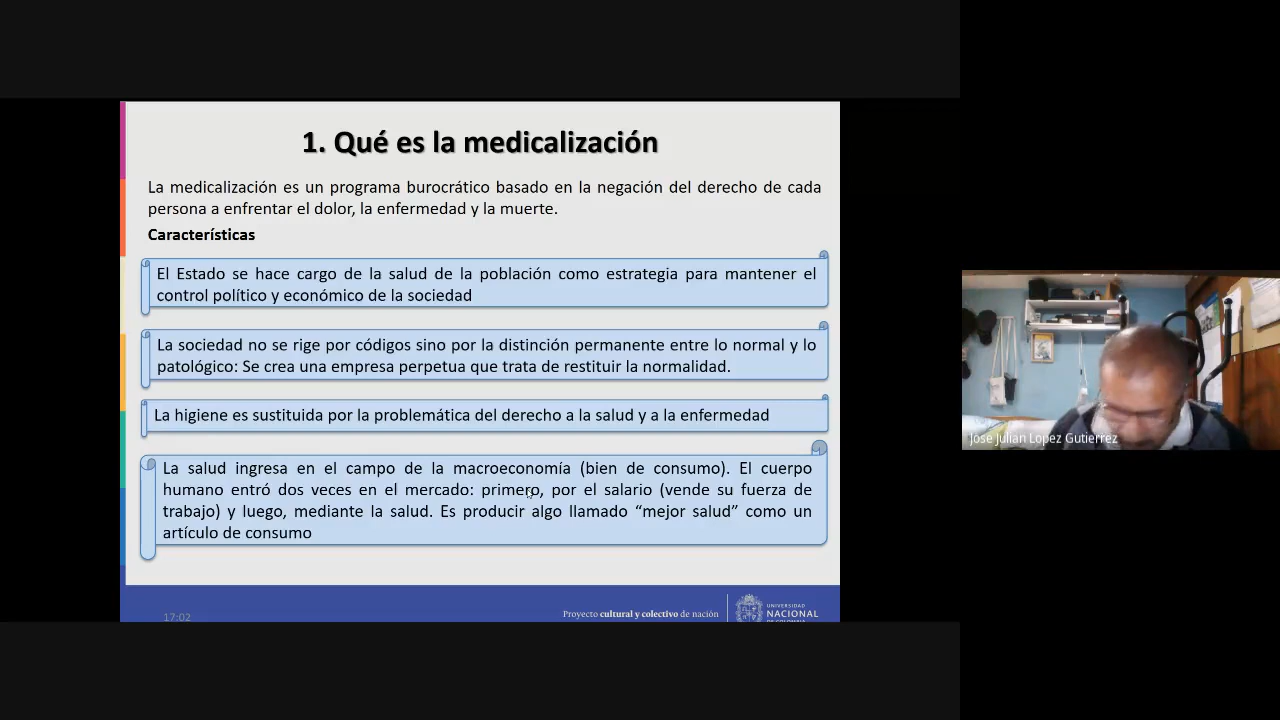 1. Qué es la medicalización
La medicalización es un programa burocrático basado en la negación del derecho de cada
persona a enfrentar el dolor, la enfermedad y la muerte.
Características
El Estado se hace cargo de la salud de la población como estrategia para mantener el
control político y económico de la sociedad
La sociedad no se rige por códigos sino por la distinción permanente entre lo normal y lo
patológico: Se crea una empresa perpetua que trata de restituir la normalidad.
La higiene es sustituida por la problemática del derecho a la salud y a la enfermedad
La salud ingresa en el campo de la macroeconomía (bien de consumo). El cuerpo
humano entró dos veces en el mercado: primero, por el salario (vende su fuerza de
trabajo) y luego, mediante la salud. Es producir algo llamado “mejor salud” como un
artículo de consumo
17:02
Proyecto cultural y colectivo de nación
UNIVERSIDAD
NACIONAL
DE COLOMBIA
Jose Julian Lopez Gutierrez